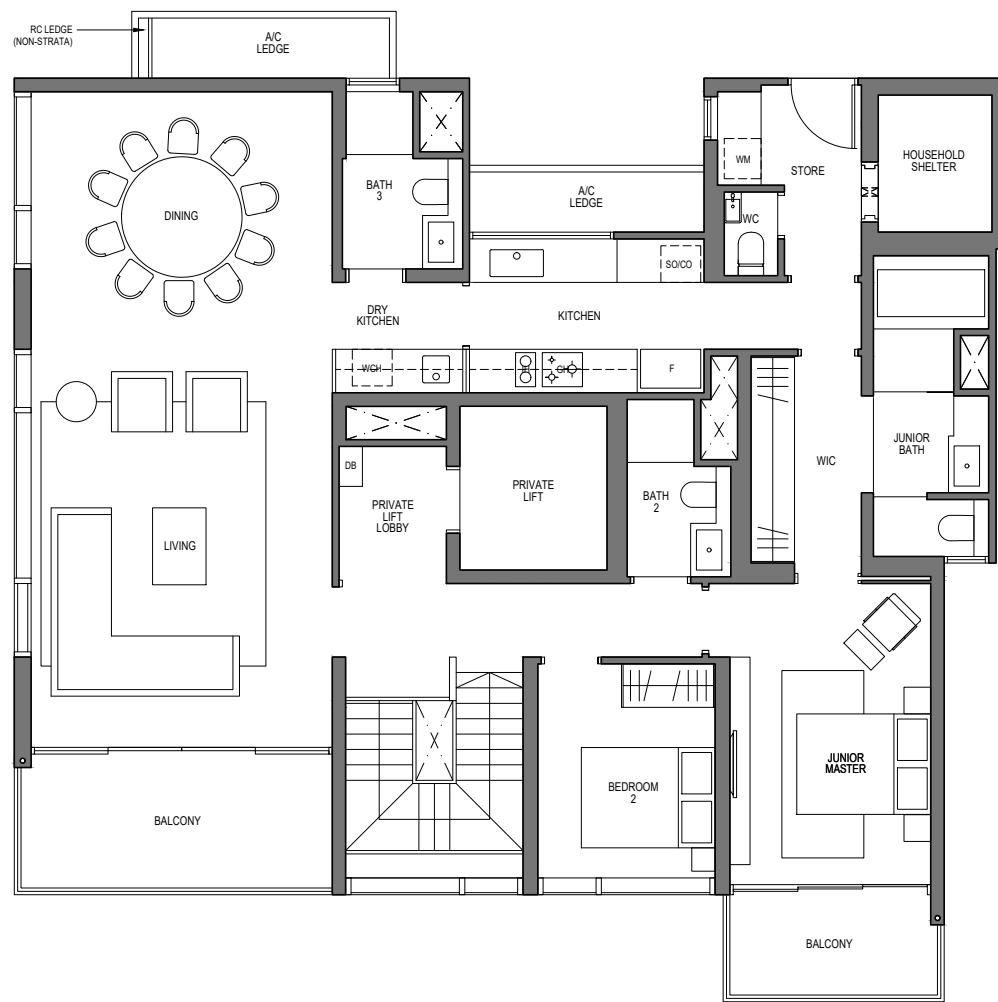 RC LEDGE
(NON-STRATA)
A/C
LEDGE
HOUSEHOLD
SHELTER
WM
STORE
BATH
3
A/C
LEDGE
DINING
WC
SO/CO
DRY
KITCHEN
KITCHEN
WCH
IH
GH
F
JUNIOR
BATH
WIC
DB
PRIVATE
LIFT
LOBBY
PRIVATE
LIFT
BATH
2
LIVING
JUNIOR
MASTER
BEDROOM
2
BALCONY
BALCONY